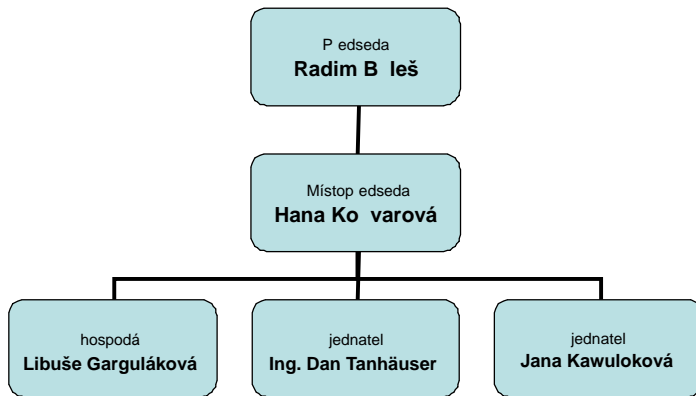 P edseda
Radim B leš
Místop edseda
Hana Ko varová
hospodá
Libuše Garguláková
jednatel
Ing. Dan Tanhäuser
jednatel
Jana Kawuloková